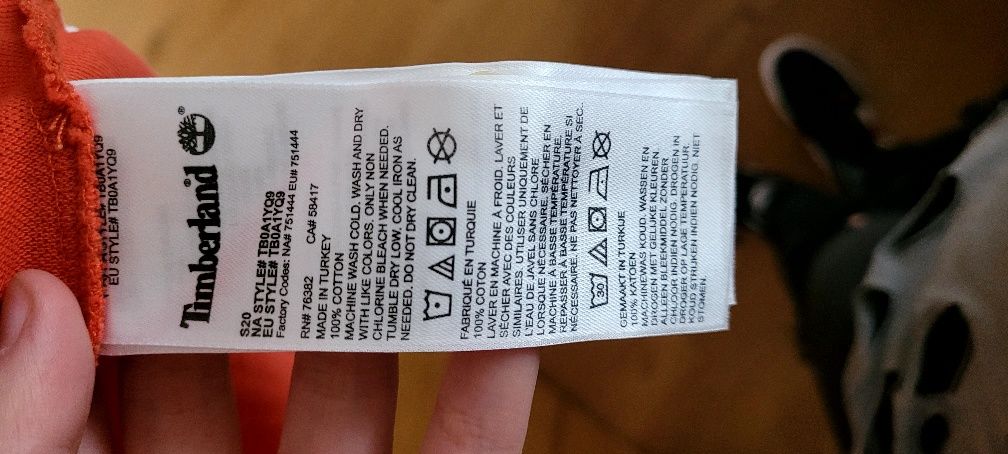 EU STYLE# TB0A1YQ9
Timberland
S20
NA STYLE# TB0A1YQ9
EU STYLE# TB0A1YQ9
Factory Codes: NA# 751444 EU# 751444
RN# 76382 CA# 58417
MADE IN TURKEY
100% COTTON
MACHINE WASH COLD. WASH AND DRY
WITH LIKE COLORS. ONLY NON
CHLORINE BLEACH WHEN NEEDED.
TUMBLE DRY LOW. COOL IRON AS
NEEDED. DO NOT DRY CLEAN.
FABRIQUÉ EN TURQUIE
100% COTON
LAVER EN MACHINE À FROID. LAVER ET
SÉCHER AVEC DES COULEURS
SIMILAIRES. UTILISER UNIQUEMENT DE
L'EAU DE JAVEL SANS CHLORE
LORSQUE NÉCESSAIRE. SÉCHER EN
MACHINE À BASSE TEMPÉRATURE.
REPASSER À BASSE TEMPÉRATURE SI
NÉCESSAIRE. NE PAS NETTOYER À SEC.
30
GEMAAKT IN TURKIJE
100% KATOEN
MACHINEWAS KOUD. WASSEN EN
DROGEN MET GELIJKE KLEUREN.
ALLEEN BLEEKMIDDEL ZONDER
CHLOOR INDIEN NODIG. DROGEN IN
DROGER OP LAGE TEMPERATUUR.
KOUD STRIJKEN INDIEN NODIG. NIET
STOMEN.